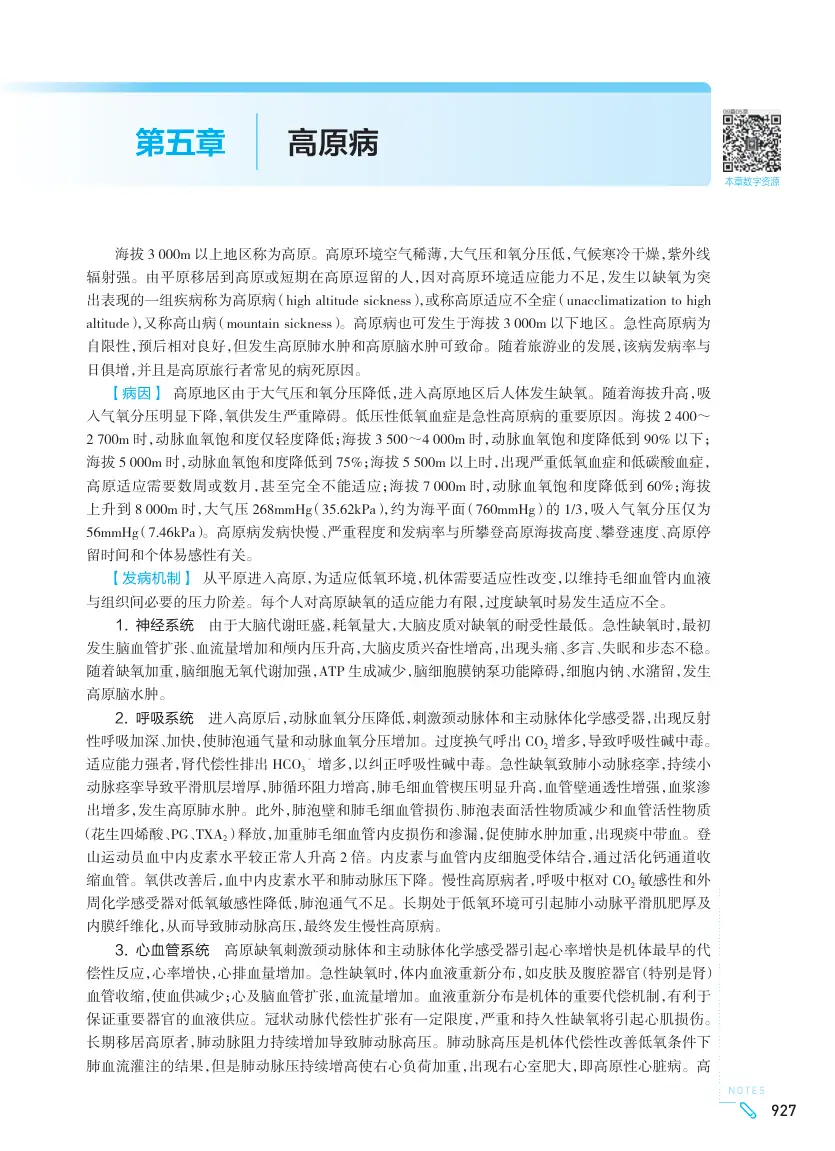 第五章 高原病
09篇05章
本章数字资源
海拔 3 000m 以上地区称为高原。高原环境空气稀薄,大气压和氧分压低,气候寒冷干燥,紫外线
辐射强。由平原移居到高原或短期在高原逗留的人,因对高原环境适应能力不足,发生以缺氧为突
出表现的一组疾病称为高原病(high altitude sickness),或称高原适应不全症(unacclimatization to high
altitude),又称高山病(mountain sickness)。高原病也可发生于海拔 3 000m 以下地区。急性高原病为
自限性,预后相对良好,但发生高原肺水肿和高原脑水肿可致命。随着旅游业的发展,该病发病率与
日俱增,并且是高原旅行者常见的病死原因。
【病因】 高原地区由于大气压和氧分压降低,进入高原地区后人体发生缺氧。随着海拔升高,吸
入气氧分压明显下降,氧供发生严重障碍。低压性低氧血症是急性高原病的重要原因。海拔 2 400~
2 700m 时,动脉血氧饱和度仅轻度降低;海拔 3 500~4 000m 时,动脉血氧饱和度降低到 90% 以下;
海拔 5 000m 时,动脉血氧饱和度降低到 75%;海拔 5 500m 以上时,出现严重低氧血症和低碳酸血症,
高原适应需要数周或数月,甚至完全不能适应;海拔 7 000m 时,动脉血氧饱和度降低到 60%;海拔
上升到 8 000m 时,大气压 268mmHg(35.62kPa),约为海平面(760mmHg)的 1/3,吸入气氧分压仅为
56mmHg(7.46kPa)。高原病发病快慢、严重程度和发病率与所攀登高原海拔高度、攀登速度、高原停
留时间和个体易感性有关。
【发病机制】 从平原进入高原,为适应低氧环境,机体需要适应性改变,以维持毛细血管内血液
与组织间必要的压力阶差。每个人对高原缺氧的适应能力有限,过度缺氧时易发生适应不全。
1. 神经系统 由于大脑代谢旺盛,耗氧量大,大脑皮质对缺氧的耐受性最低。急性缺氧时,最初
发生脑血管扩张、血流量增加和颅内压升高,大脑皮质兴奋性增高,出现头痛、多言、失眠和步态不稳。
随着缺氧加重,脑细胞无氧代谢加强,ATP 生成减少,脑细胞膜钠泵功能障碍,细胞内钠、水潴留,发生
高原脑水肿。
2. 呼吸系统 进入高原后,动脉血氧分压降低,刺激颈动脉体和主动脉体化学感受器,出现反射
性呼吸加深、加快,使肺泡通气量和动脉血氧分压增加。过度换气呼出 CO₂ 增多,导致呼吸性碱中毒。
适应能力强者,肾代偿性排出 HCO₃⁻ 增多,以纠正呼吸性碱中毒。急性缺氧致肺小动脉痉挛,持续小
动脉痉挛导致平滑肌层增厚,肺循环阻力增高,肺毛细血管楔压明显升高,血管壁通透性增强,血浆渗
出增多,发生高原肺水肿。此外,肺泡壁和肺毛细血管损伤、肺泡表面活性物质减少和血管活性物质
(花生四烯酸、PG、TXA₂)释放,加重肺毛细血管内皮损伤和渗漏,促使肺水肿加重,出现痰中带血。登
山运动员血中内皮素水平较正常人升高 2 倍。内皮素与血管内皮细胞受体结合,通过活化钙通道收
缩血管。氧供改善后,血中内皮素水平和肺动脉压下降。慢性高原病者,呼吸中枢对 CO₂ 敏感性和外
周化学感受器对低氧敏感性降低,肺泡通气不足。长期处于低氧环境可引起肺小动脉平滑肌肥厚及
内膜纤维化,从而导致肺动脉高压,最终发生慢性高原病。
3. 心血管系统 高原缺氧刺激颈动脉体和主动脉体化学感受器引起心率增快是机体最早的代
偿性反应,心率增快,心排血量增加。急性缺氧时,体内血液重新分布,如皮肤及腹腔器官(特别是肾)
血管收缩,使血供减少;心及脑血管扩张,血流量增加。血液重新分布是机体的重要代偿机制,有利于
保证重要器官的血液供应。冠状动脉代偿性扩张有一定限度,严重和持久性缺氧将引起心肌损伤。
长期移居高原者,肺动脉阻力持续增加导致肺动脉高压。肺动脉高压是机体代偿性改善低氧条件下
肺血流灌注的结果,但是肺动脉压持续增高使右心负荷加重,出现右心室肥大,即高原性心脏病。高
NOTES
927